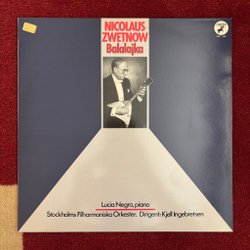 NICOLAUS
ZWETNOW
Balalajka
Lucia Negro, piano
Stockholms Filharmoniska Orkester. Dirigent: Kjell Ingebretsen